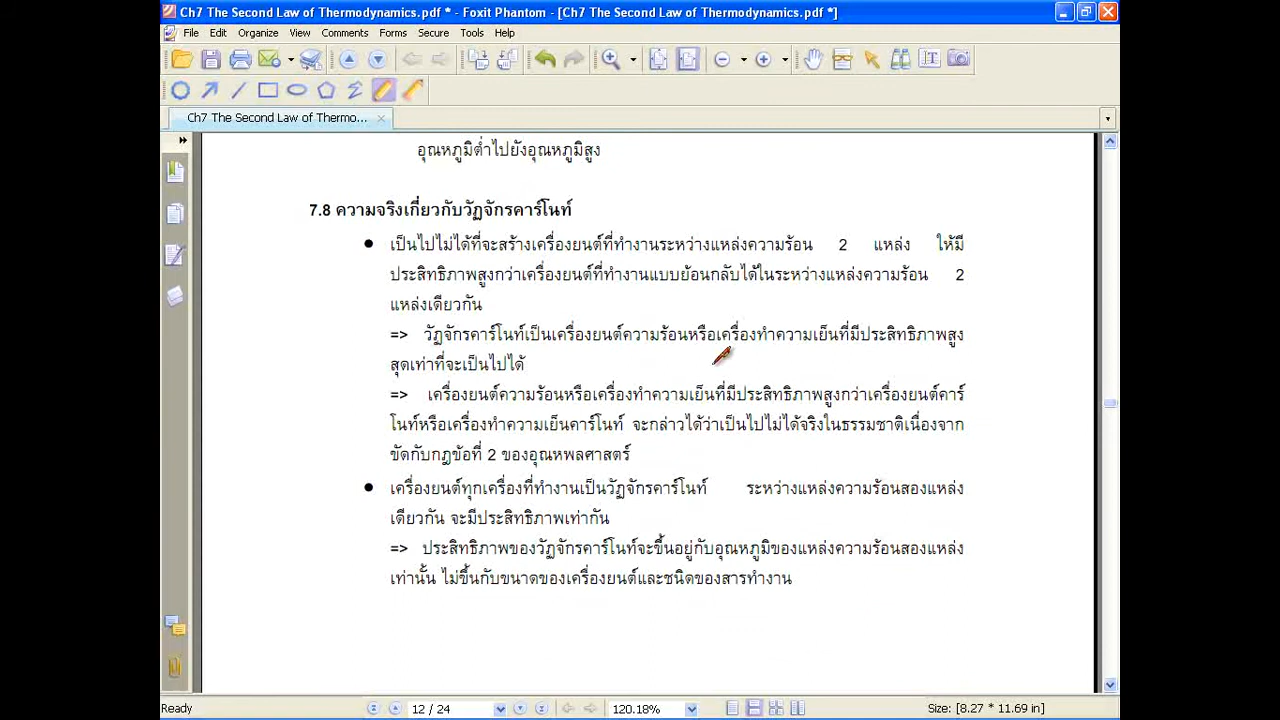 Ch7 The Second Law of Thermodynamics.pdf * - Foxit Phantom - [Ch7 The Second Law of Thermodynamics.pdf *]
File Edit Organize View Comments Forms Secure Tools Help
Ch7 The Second Law of Thermo...
อุณหภูมิต่ำไปยังอุณหภูมิสูง
7.8 ความจริงเกี่ยวกับวัฏจักรคาร์โนท์
● เป็นไปไม่ได้ที่จะสร้างเครื่องยนต์ที่ทำงานระหว่างแหล่งความร้อน 2 แหล่ง ให้มี
ประสิทธิภาพสูงกว่าเครื่องยนต์ที่ทำงานแบบย้อนกลับได้ในระหว่างแหล่งความร้อน 2
แหล่งเดียวกัน
=> วัฏจักรคาร์โนท์เป็นเครื่องยนต์ความร้อนหรือเครื่องทำความเย็นที่มีประสิทธิภาพสูง
สุดเท่าที่จะเป็นไปได้
=> เครื่องยนต์ความร้อนหรือเครื่องทำความเย็นที่มีประสิทธิภาพสูงกว่าเครื่องยนต์คาร์
โนท์หรือเครื่องทำความเย็นคาร์โนท์ จะกล่าวได้ว่าเป็นไปไม่ได้จริงในธรรมชาติเนื่องจาก
ขัดกับกฎข้อที่ 2 ของอุณหพลศาสตร์
● เครื่องยนต์ทุกเครื่องที่ทำงานเป็นวัฏจักรคาร์โนท์ ระหว่างแหล่งความร้อนสองแหล่ง
เดียวกัน จะมีประสิทธิภาพเท่ากัน
=> ประสิทธิภาพของวัฏจักรคาร์โนท์จะขึ้นอยู่กับอุณหภูมิของแหล่งความร้อนสองแหล่ง
เท่านั้น ไม่ขึ้นกับขนาดของเครื่องยนต์และชนิดของสารทำงาน
Ready 12 / 24 120.18% Size: [8.27 * 11.69 in]